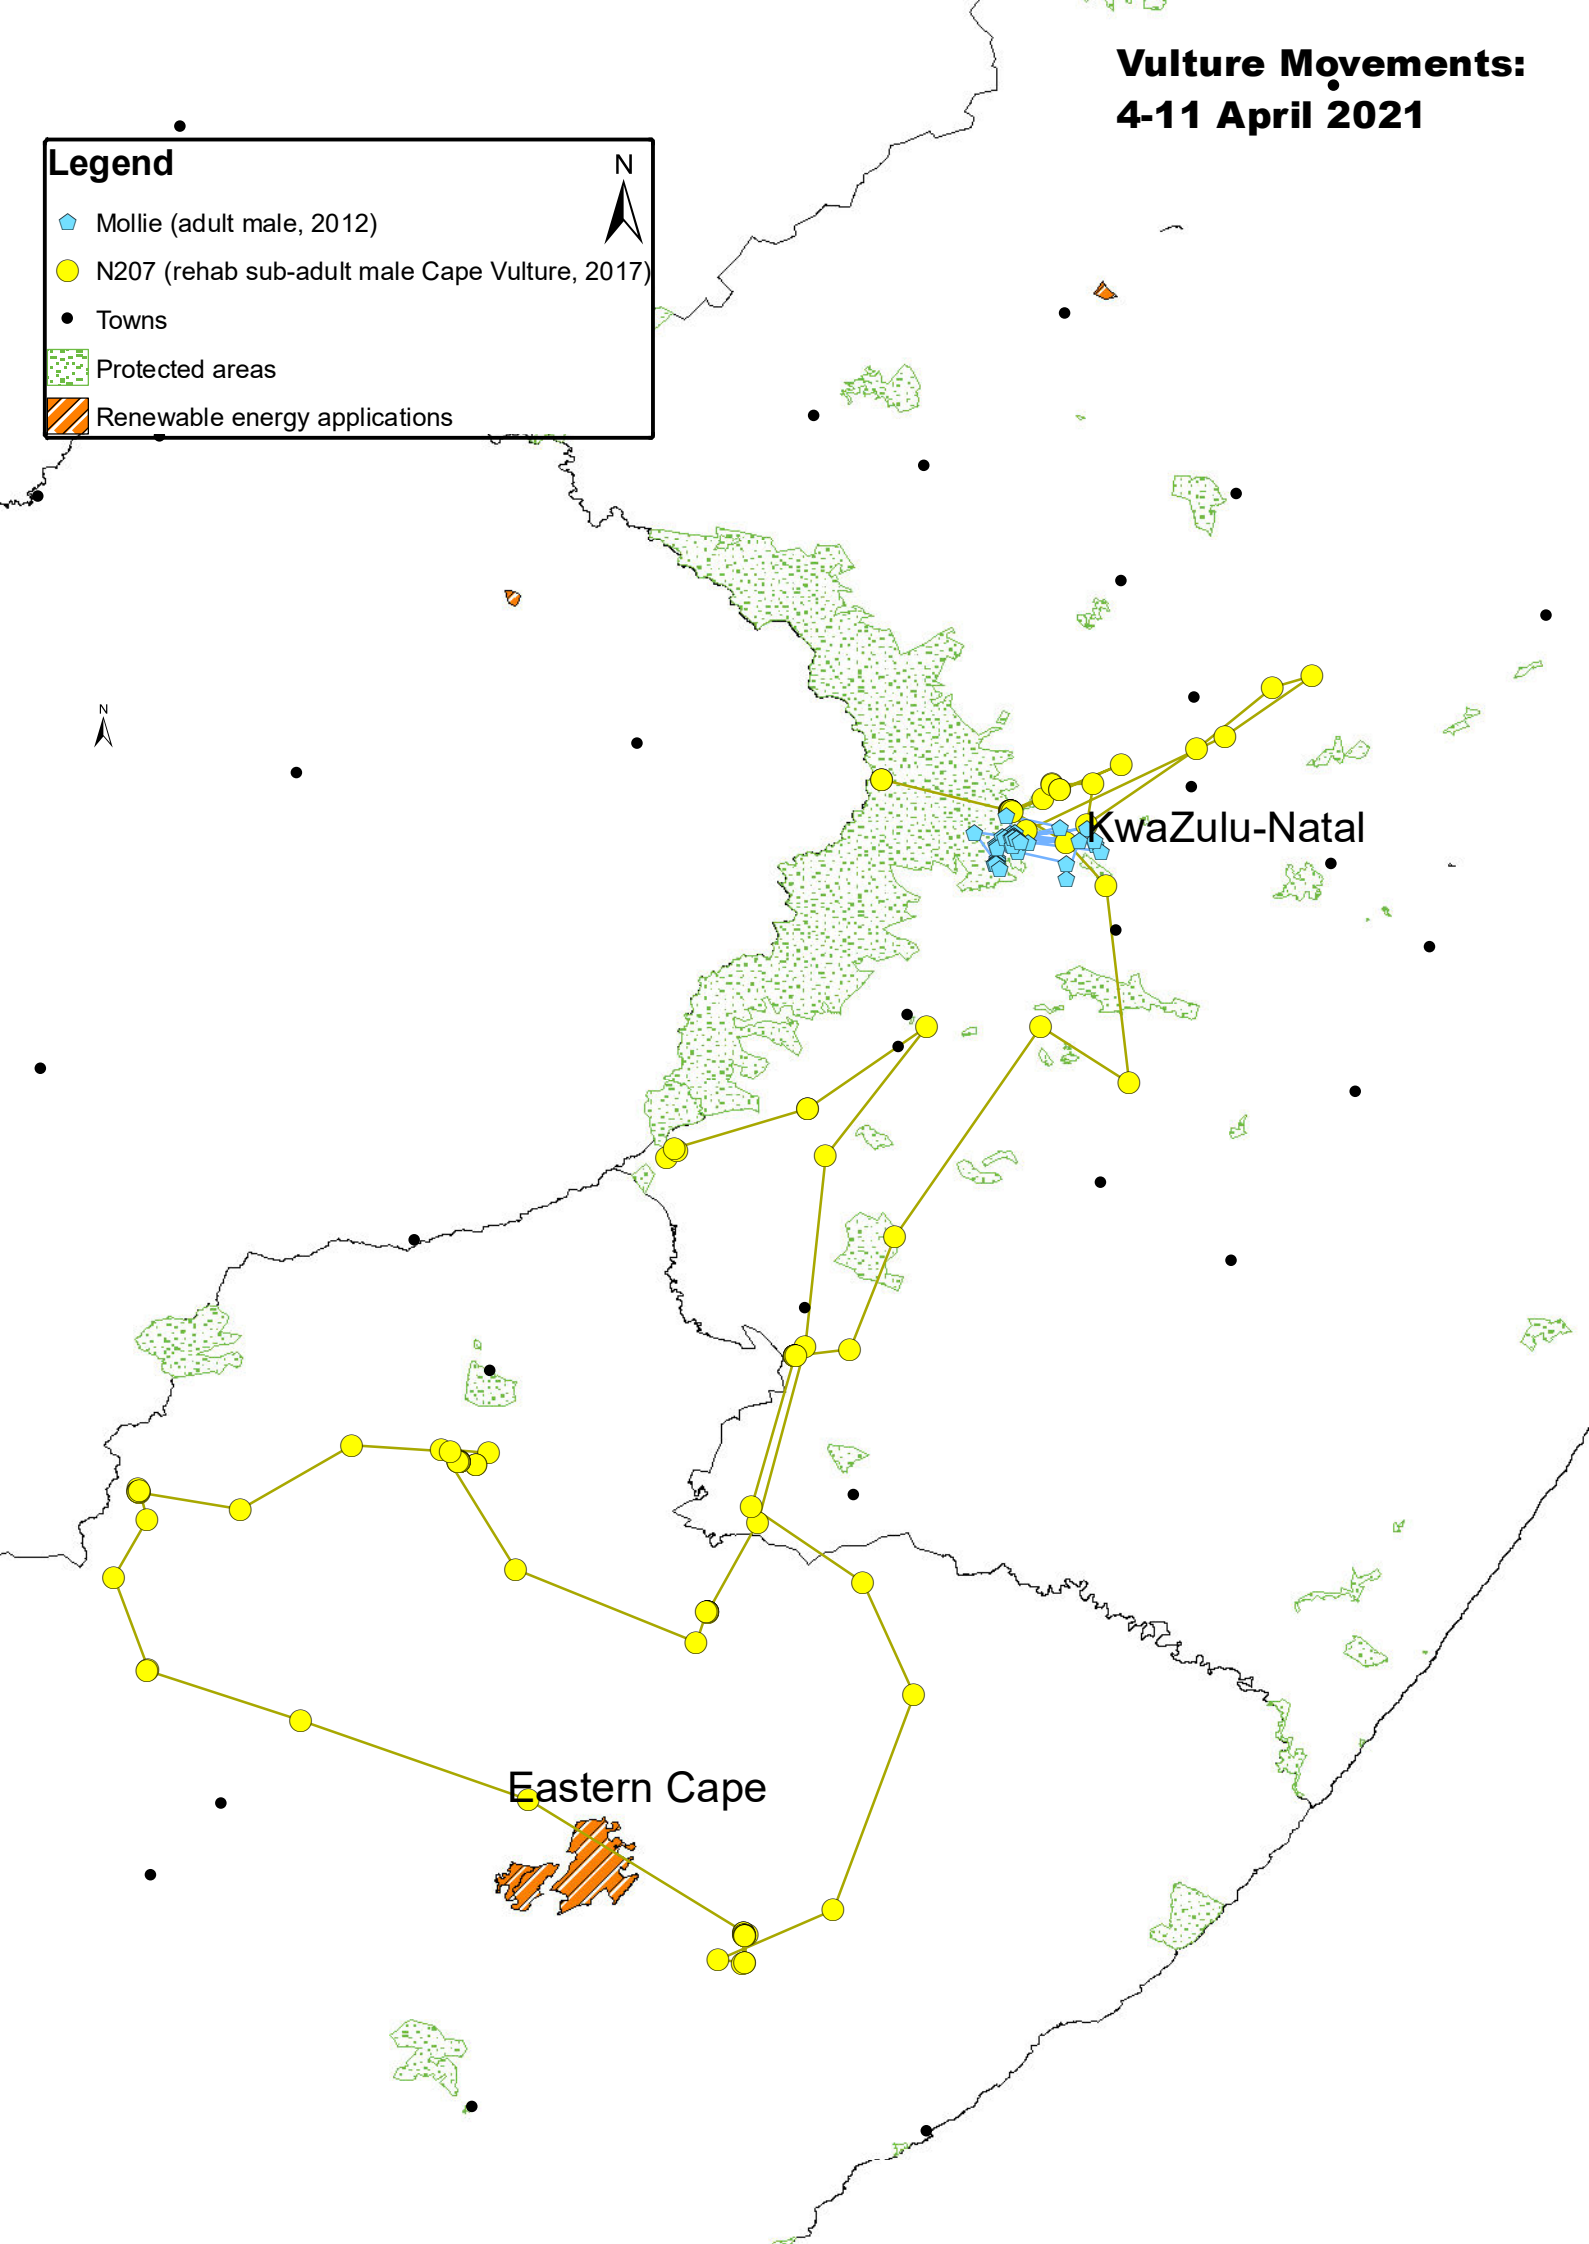 Vulture Movements:
4-11 April 2021
Legend
N
Mollie (adult male, 2012)
N207 (rehab sub-adult male Cape Vulture, 2017)
Towns
Protected areas
Renewable energy applications
N
KwaZulu-Natal
Eastern Cape